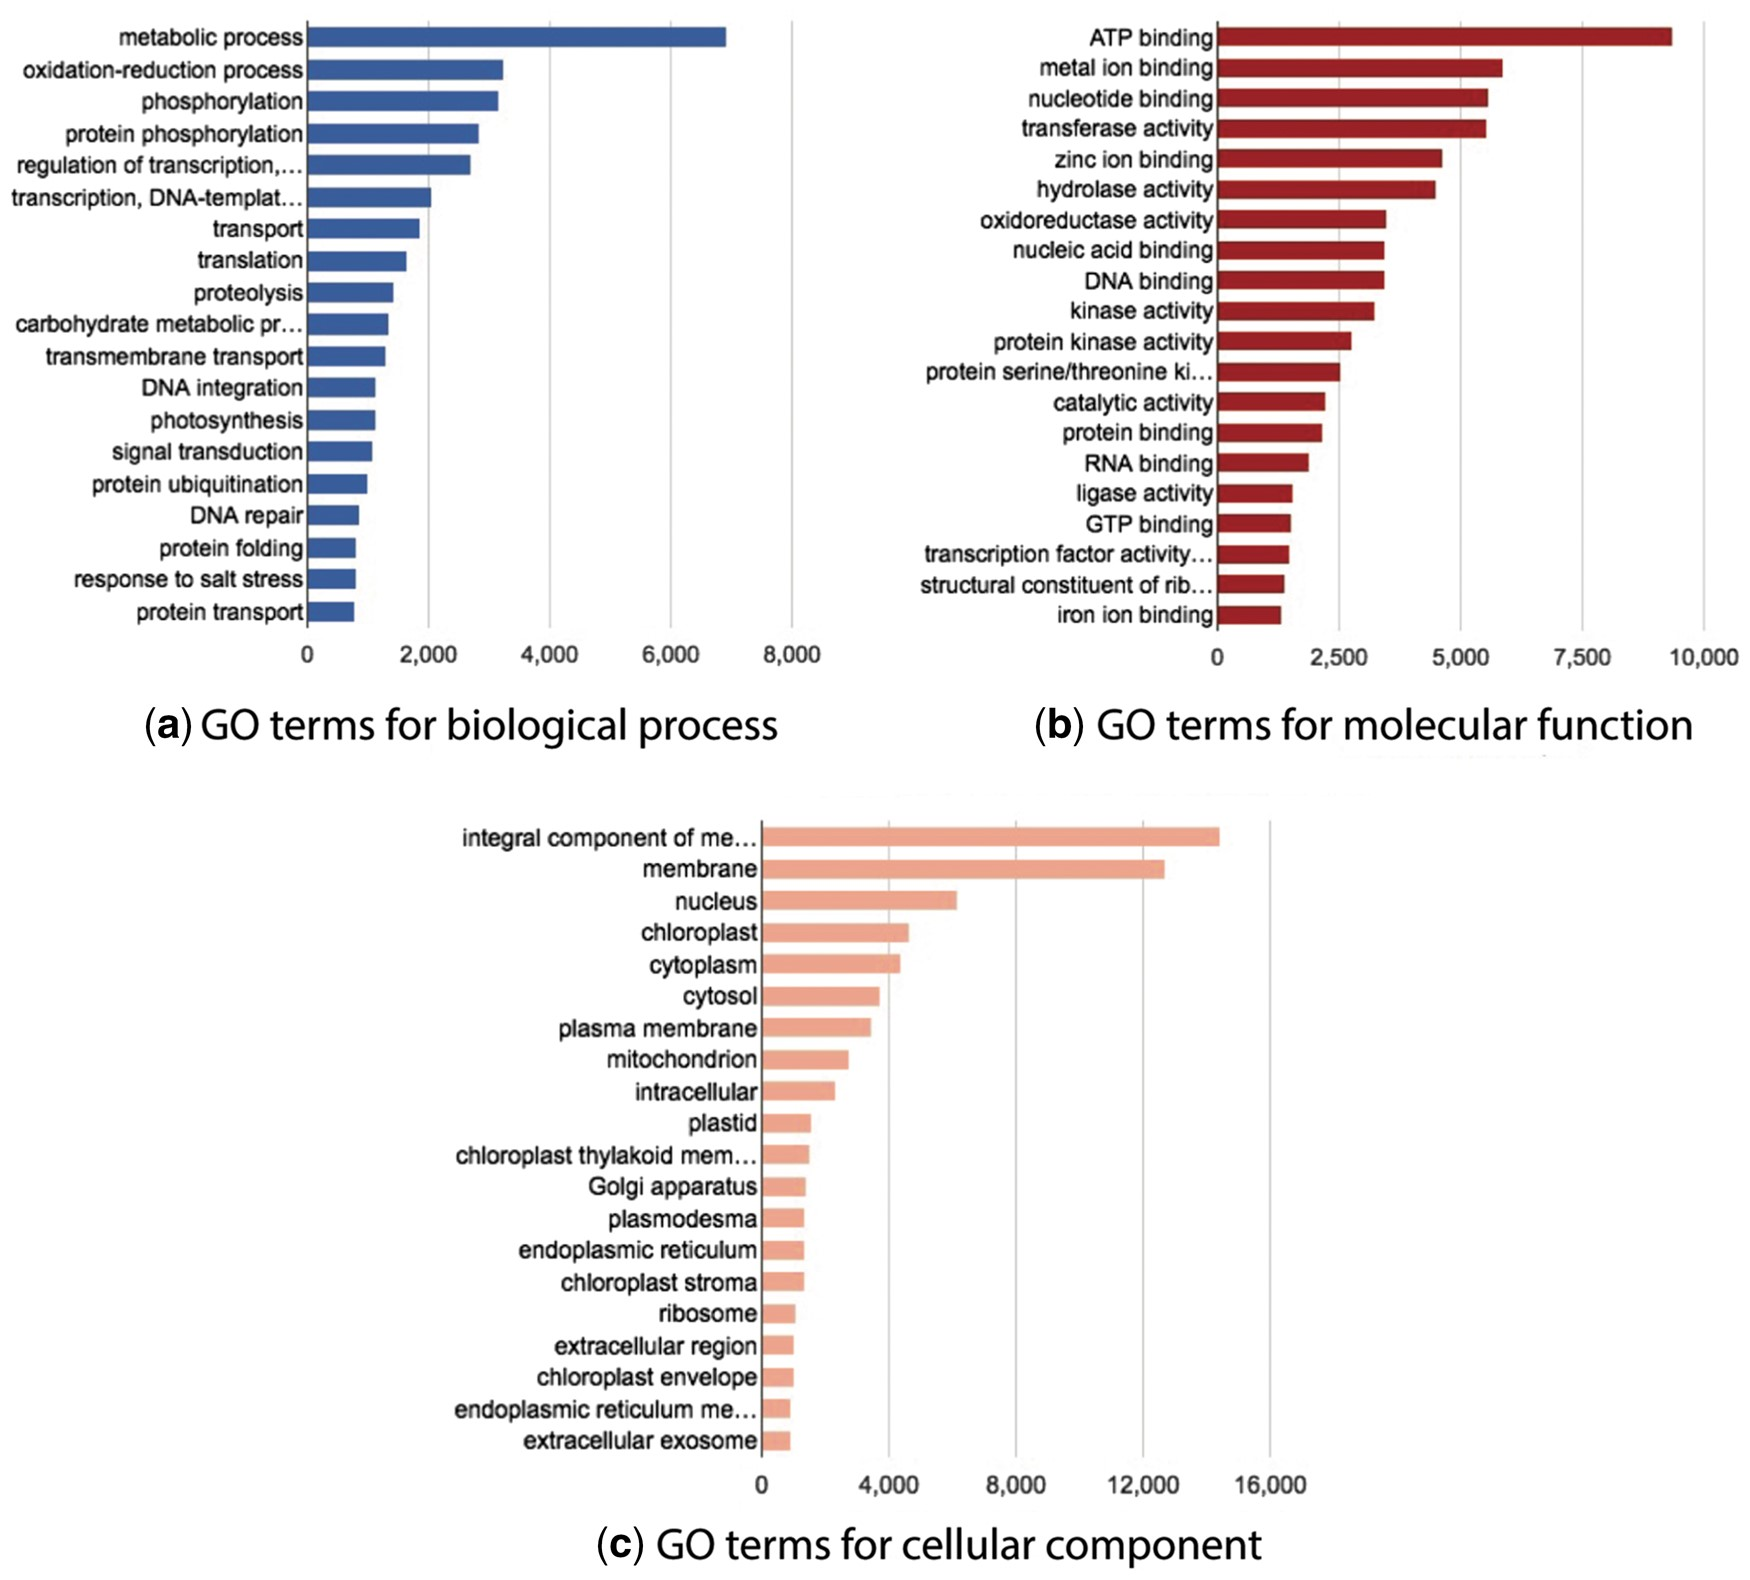 metabolic process
oxidation-reduction process
phosphorylation
protein phosphorylation
regulation of transcription,...
transcription, DNA-templat...
transport
translation
proteolysis
carbohydrate metabolic pr...
transmembrane transport
DNA integration
photosynthesis
signal transduction
protein ubiquitination
DNA repair
protein folding
response to salt stress
protein transport
0 2,000 4,000 6,000 8,000
(a) GO terms for biological process
ATP binding
metal ion binding
nucleotide binding
transferase activity
zinc ion binding
hydrolase activity
oxidoreductase activity
nucleic acid binding
DNA binding
kinase activity
protein kinase activity
protein serine/threonine ki...
catalytic activity
protein binding
RNA binding
ligase activity
GTP binding
transcription factor activity...
structural constituent of rib...
iron ion binding
0 2,500 5,000 7,500 10,000
(b) GO terms for molecular function
integral component of me...
membrane
nucleus
chloroplast
cytoplasm
cytosol
plasma membrane
mitochondrion
intracellular
plastid
chloroplast thylakoid mem...
Golgi apparatus
plasmodesma
endoplasmic reticulum
chloroplast stroma
ribosome
extracellular region
chloroplast envelope
endoplasmic reticulum me...
extracellular exosome
0 4,000 8,000 12,000 16,000
(c) GO terms for cellular component